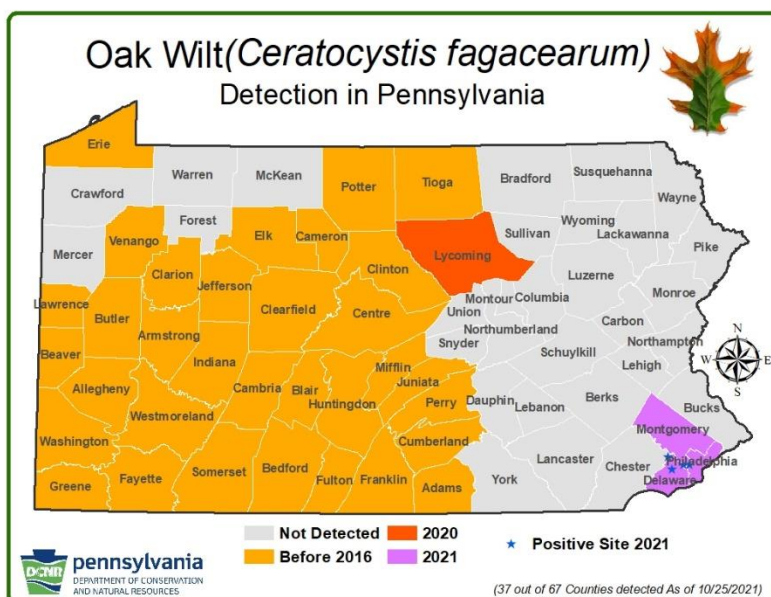 Oak Wilt(Ceratocystis fagacearum)
Detection in Pennsylvania
Erie
Crawford
Warren
McKean
Potter
Tioga
Bradford
Susquehanna
Wayne
Forest
Wyoming
Lackawanna
Mercer
Venango
Elk
Cameron
Sullivan
Pike
Clarion
Lycoming
Clinton
Luzerne
Jefferson
Lawrence
Butler
Clearfield
Centre
Montour
Columbia
Monroe
Union
Carbon
Armstrong
Northumberland
Northampton
Beaver
Indiana
Snyder
Schuylkill
Lehigh
Mifflin
Juniata
Allegheny
Cambria
Blair
Huntingdon
Perry
Dauphin
Lebanon
Berks
Bucks
Montgomery
Westmoreland
Cumberland
Washington
Lancaster
Chester
Philadelphia
Delaware
Greene
Fayette
Somerset
Bedford
Fulton
Franklin
Adams
York
N
W
E
S
Not Detected
2020
Before 2016
2021
Positive Site 2021
DCNR
pennsylvania
DEPARTMENT OF CONSERVATION
AND NATURAL RESOURCES
(37 out of 67 Counties detected As of 10/25/2021)